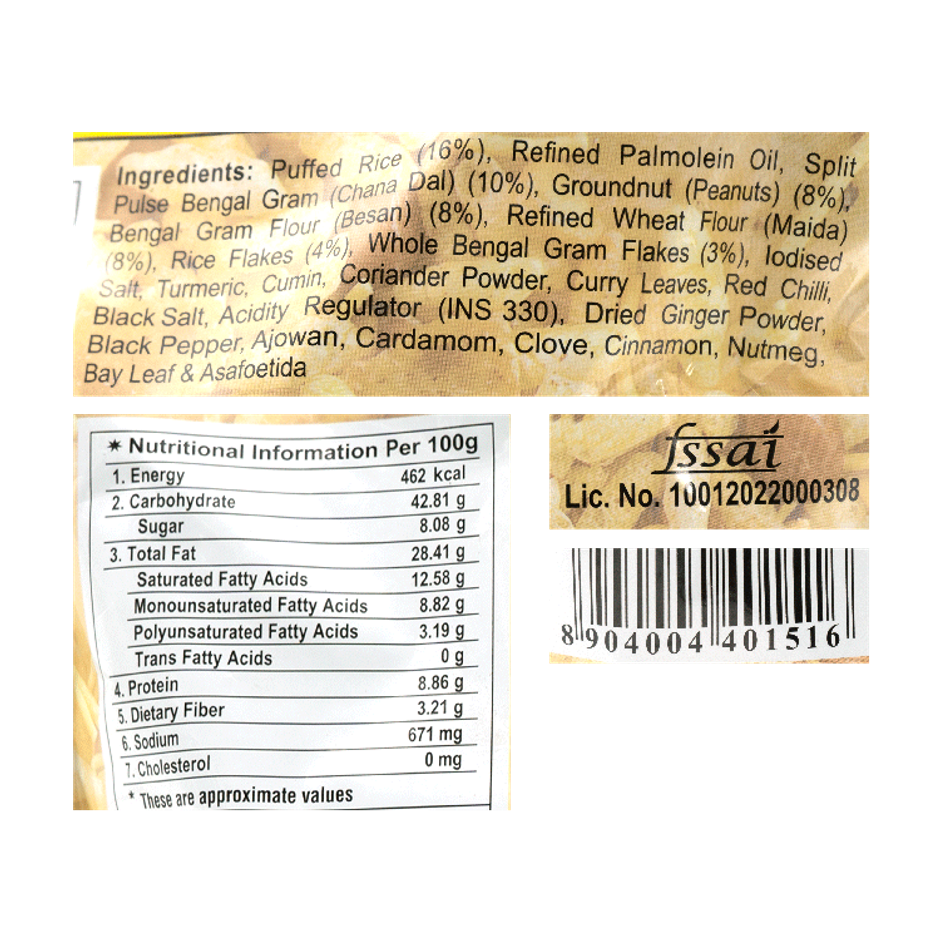 Ingredients: Puffed Rice (16%), Refined Palmolein Oil, Split
Pulse Bengal Gram (Chana Dal) (10%), Groundnut (Peanuts) (8%),
Bengal Gram Flour (Besan) (8%), Refined Wheat Flour (Maida)
(8%), Rice Flakes (4%), Whole Bengal Gram Flakes (3%), Iodised
Salt, Turmeric, Cumin, Coriander Powder, Curry Leaves, Red Chilli,
Black Salt, Acidity Regulator (INS 330), Dried Ginger Powder,
Black Pepper, Ajowan, Cardamom, Clove, Cinnamon, Nutmeg,
Bay Leaf & Asafoetida
✶ Nutritional Information Per 100g
1. Energy 462 kcal
2. Carbohydrate 42.81 g
Sugar 8.08 g
3. Total Fat 28.41 g
Saturated Fatty Acids 12.58 g
Monounsaturated Fatty Acids 8.82 g
Polyunsaturated Fatty Acids 3.19 g
Trans Fatty Acids 0 g
4. Protein 8.86 g
5. Dietary Fiber 3.21 g
6. Sodium 671 mg
7. Cholesterol 0 mg
* These are approximate values
fssai
Lic. No. 10012022000308
8 904004 401516